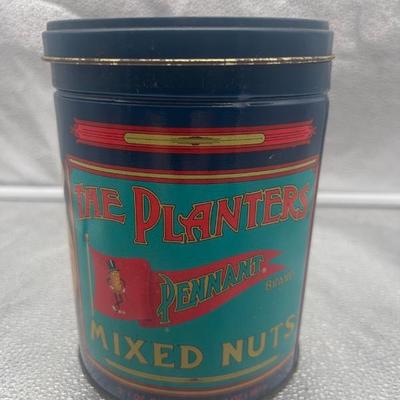 THE PLANTERS
PENNANT®
BRAND
MIXED NUTS